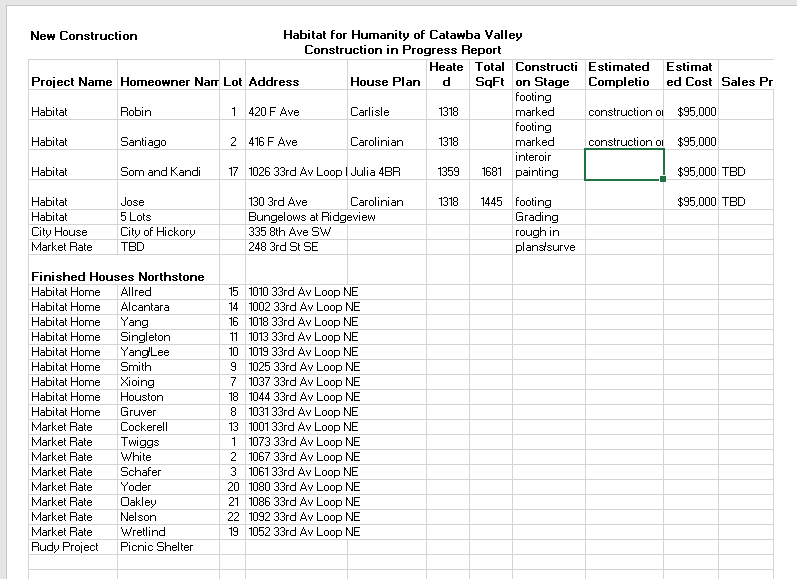 New Construction Habitat for Humanity of Catawba Valley
Construction in Progress Report
Heate Total Constructi Estimated Estimat
Project Name Homeowner Nam Lot Address House Plan d SqFt on Stage Completio ed Cost Sales Pr
footing
Habitat Robin 1 420 F Ave Carlisle 1318 marked construction o $95,000
footing
Habitat Santiago 2 416 F Ave Carolinian 1318 marked construction o $95,000
interoir
Habitat Som and Kandi 17 1026 33rd Av Loop Julia 4BR 1359 1681 painting $95,000 TBD
Habitat Jose 130 3rd Ave Carolinian 1318 1445 footing $95,000 TBD
Habitat 5 Lots Bungelows at Ridgeview Grading
City House City of Hickory 335 8th Ave SW rough in
Market Rate TBD 248 3rd St SE plans/surve
Finished Houses Northstone
Habitat Home Allred 15 1010 33rd Av Loop NE
Habitat Home Alcantara 14 1002 33rd Av Loop NE
Habitat Home Yang 16 1018 33rd Av Loop NE
Habitat Home Singleton 11 1013 33rd Av Loop NE
Habitat Home Yang/Lee 10 1019 33rd Av Loop NE
Habitat Home Smith 9 1025 33rd Av Loop NE
Habitat Home Xioing 7 1037 33rd Av Loop NE
Habitat Home Houston 18 1044 33rd Av Loop NE
Habitat Home Gruver 8 1031 33rd Av Loop NE
Market Rate Cockerell 13 1001 33rd Av Loop NE
Market Rate Twiggs 1 1073 33rd Av Loop NE
Market Rate White 2 1067 33rd Av Loop NE
Market Rate Schafer 3 1061 33rd Av Loop NE
Market Rate Yoder 20 1080 33rd Av Loop NE
Market Rate Oakley 21 1086 33rd Av Loop NE
Market Rate Nelson 22 1092 33rd Av Loop NE
Market Rate Wretlind 19 1052 33rd Av Loop NE
Rudy Project Picnic Shelter